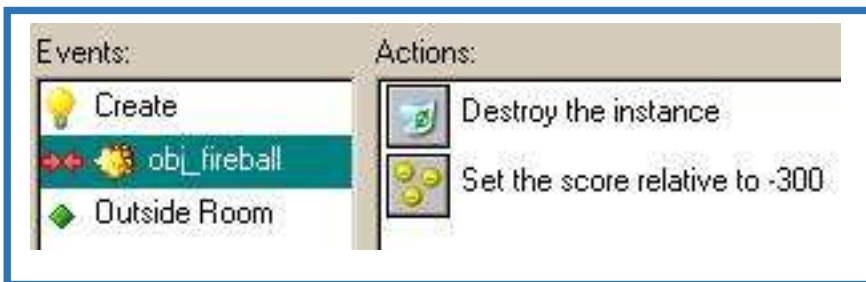 Events:
Create
obj_fireball
Outside Room
Actions:
Destroy the instance
Set the score relative to -300